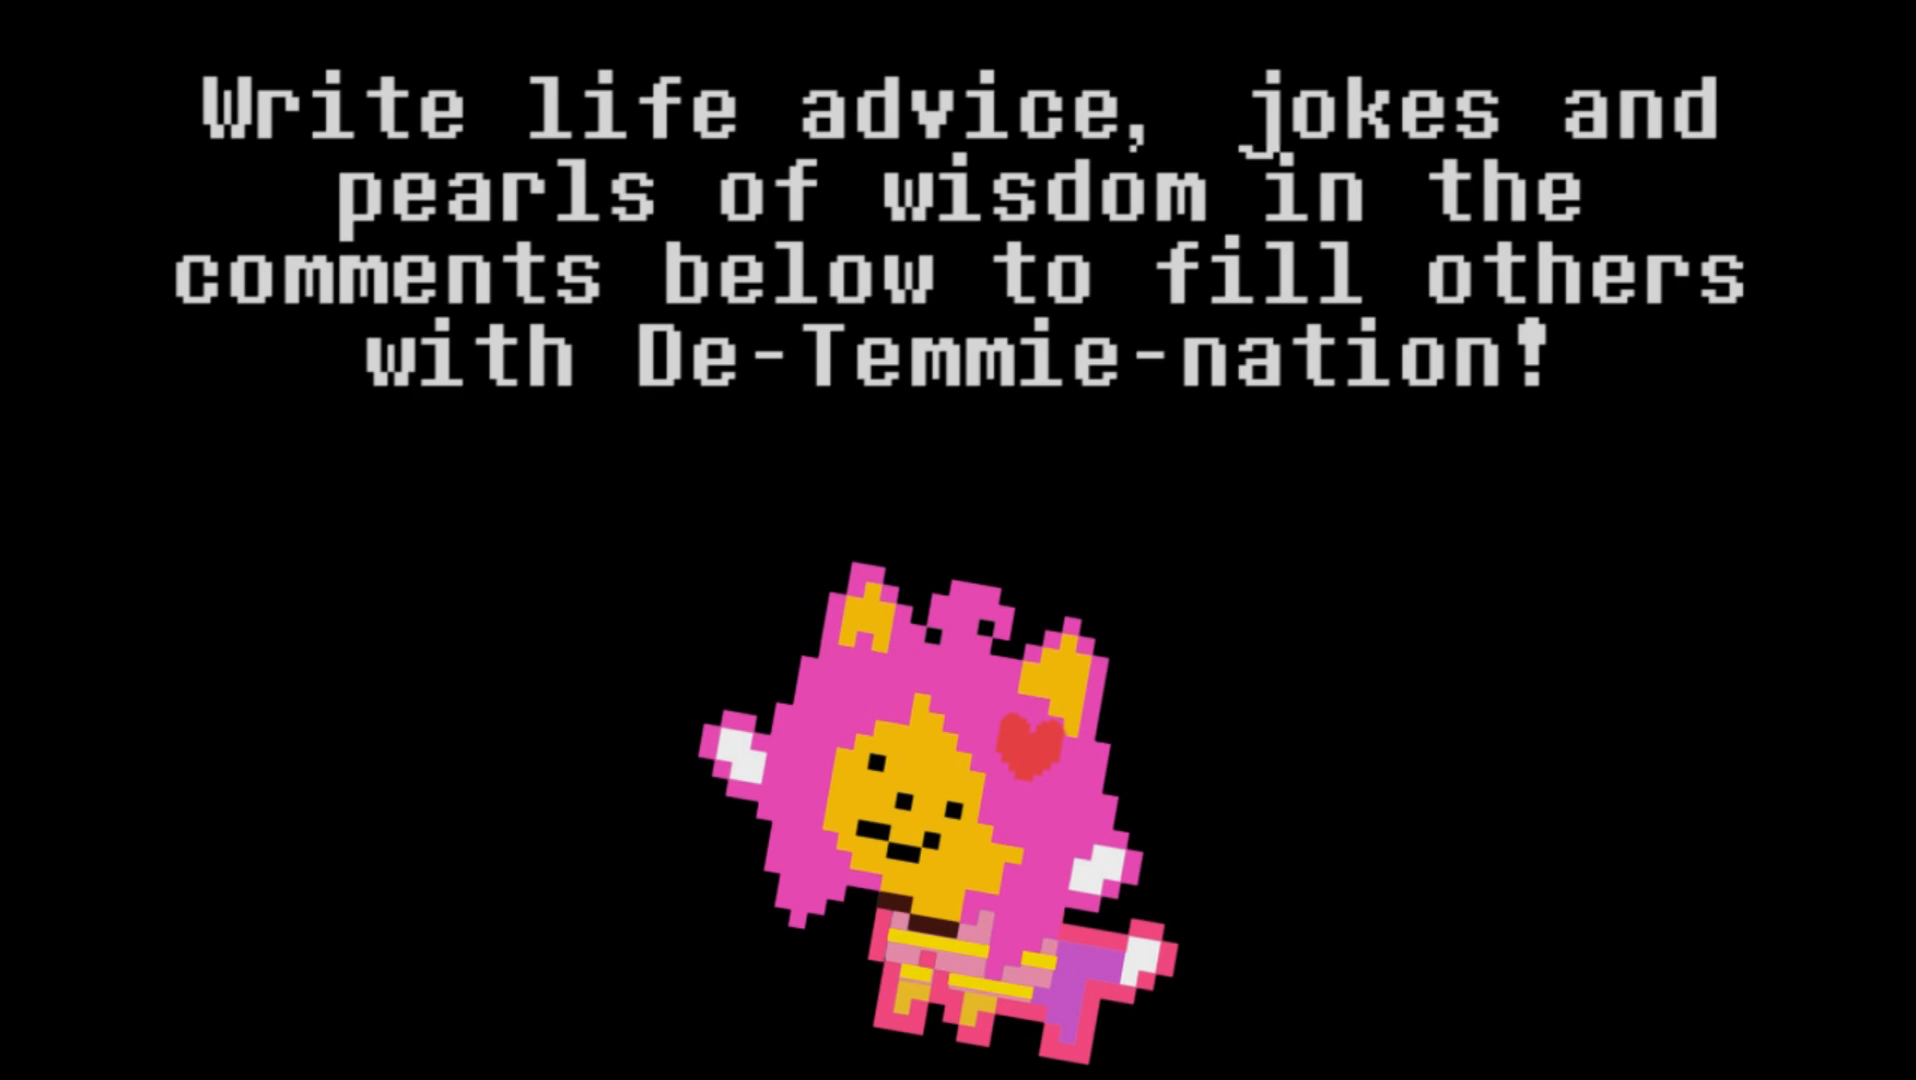 Write life advice, jokes and
pearls of wisdom in the
comments below to fill others
with De-Temmie-nation!